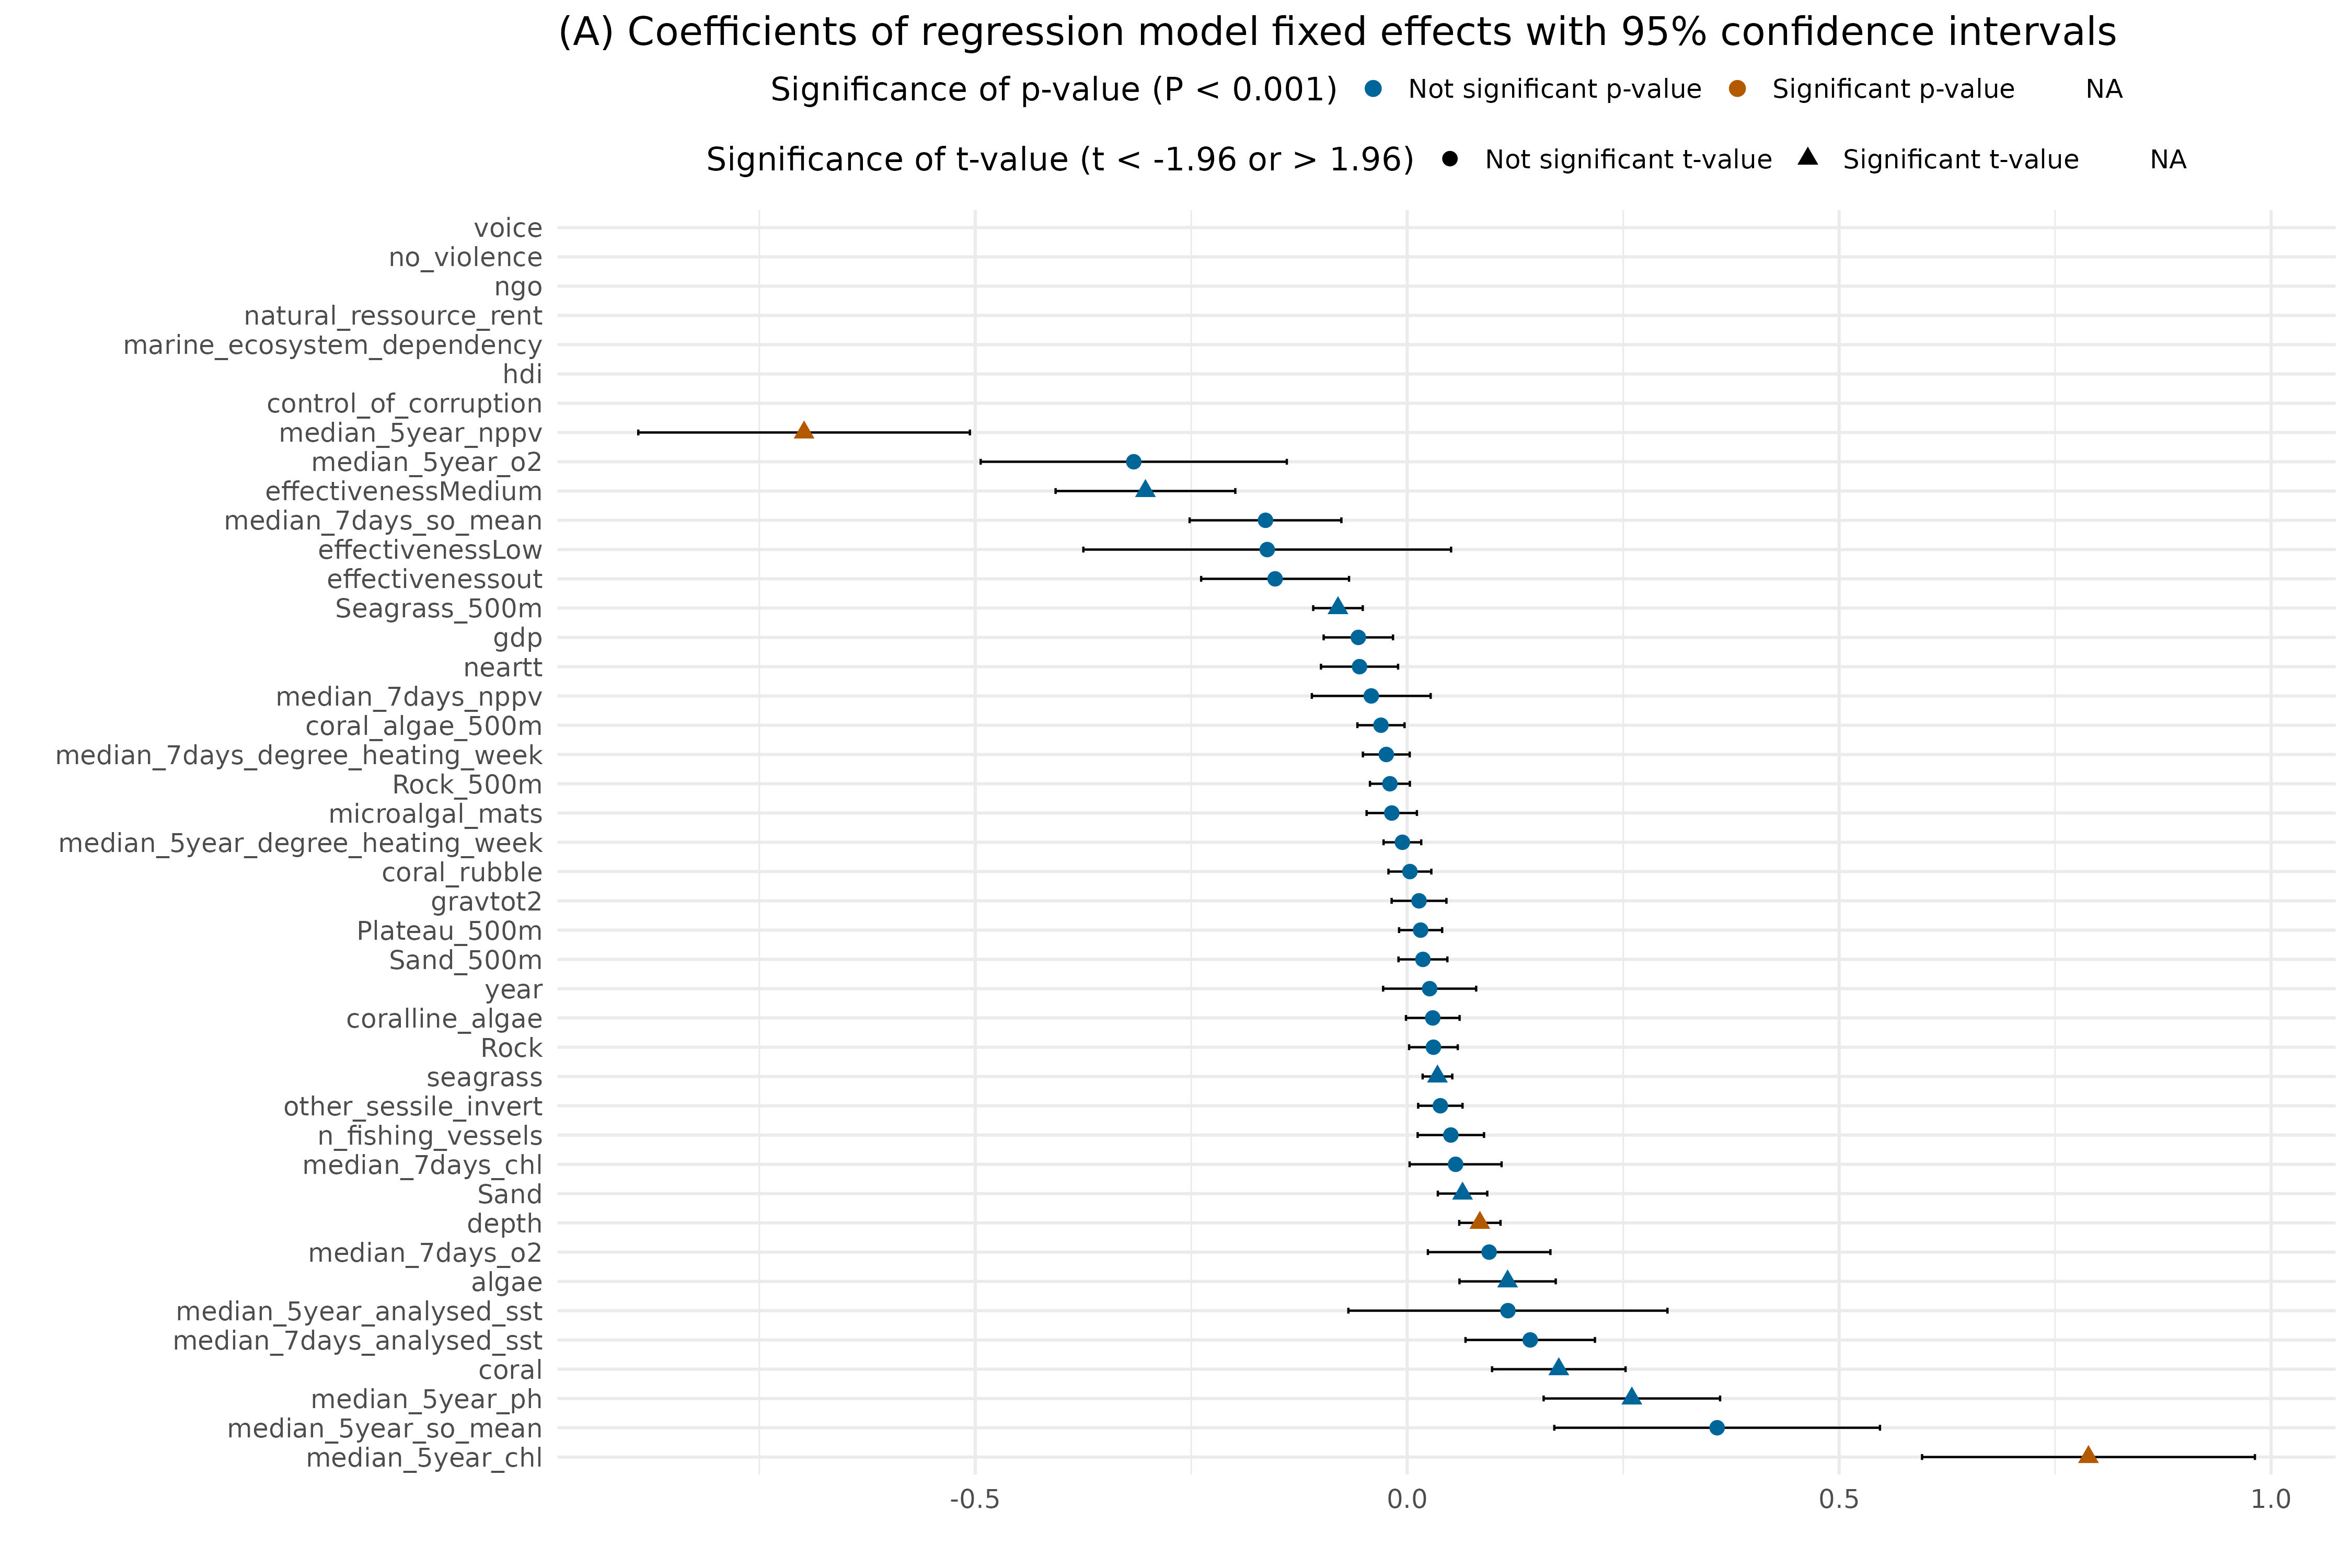 (A) Coefficients of regression model fixed effects with 95% confidence intervals
Significance of p-value (P < 0.001) Not significant p-value Significant p-value NA
Significance of t-value (t < -1.96 or > 1.96) Not significant t-value Significant t-value NA
voice
no_violence
ngo
natural_ressource_rent
marine_ecosystem_dependency
hdi
control_of_corruption
median_5year_nppv
median_5year_o2
effectivenessMedium
median_7days_so_mean
effectivenessLow
effectivenessout
Seagrass_500m
gdp
neartt
median_7days_nppv
coral_algae_500m
median_7days_degree_heating_week
Rock_500m
microalgal_mats
median_5year_degree_heating_week
coral_rubble
gravtot2
Plateau_500m
Sand_500m
year
coralline_algae
Rock
seagrass
other_sessile_invert
n_fishing_vessels
median_7days_chl
Sand
depth
median_7days_o2
algae
median_5year_analysed_sst
median_7days_analysed_sst
coral
median_5year_ph
median_5year_so_mean
median_5year_chl
-0.5 0.0 0.5 1.0